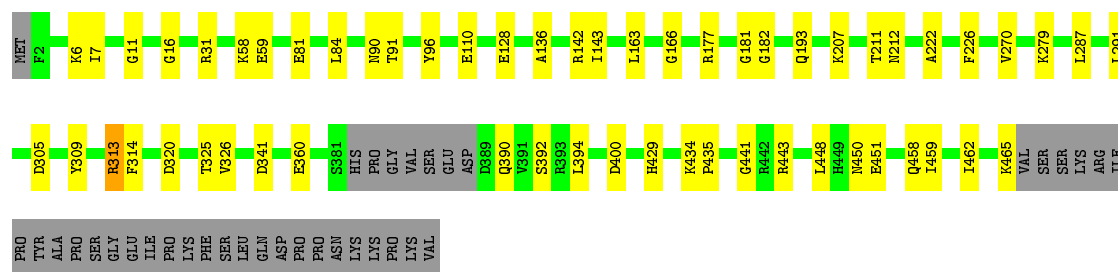 MET F2 K6 I7 G11 G16 R31 K58 E59 E81 L84 N90 T91 Y96 E110 E128 A136 R142 I143 L163 G166 R177 G181 G182 Q193 K207 T211 N212 A222 F226 V270 K279 L287 L291
D305 Y309 R313 F314 D320 T325 V326 D341 E360 S381 HIS PRO GLY VAL SER GLU ASP D389 Q390 V391 S392 R393 L394 D400 H429 K434 P435 G441 R442 R443 L448 H449 N450 E451 Q458 I459 I462 K465 VAL SER SER LYS ARG ILE
PRO TYR ALA PRO SER GLY GLU ILE PRO LYS PHE SER LEU GLN ASP PRO PRO ASN LYS LYS PRO LYS VAL